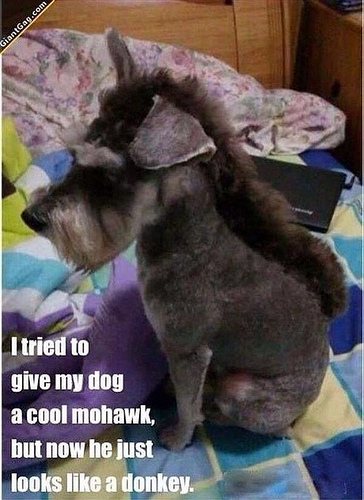 GiantGag.com
I tried to
give my dog
a cool mohawk,
but now he just
looks like a donkey.